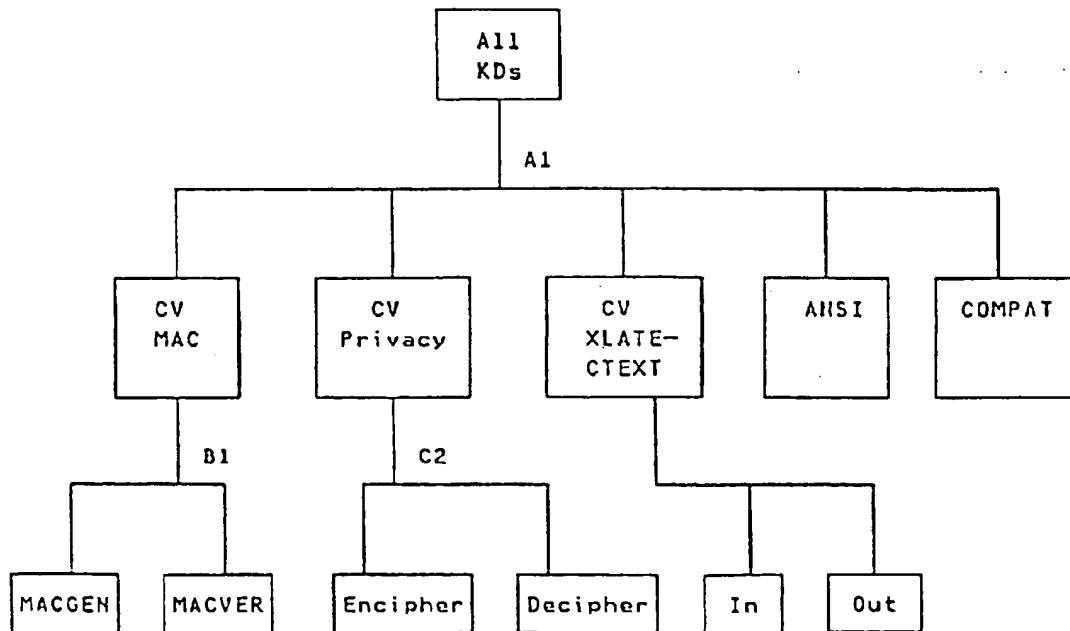 All
KDs
A1
CV
MAC
CV
Privacy
CV
XLATE-
CTEXT
ANSI
COMPAT
B1
C2
MACGEN
MACVER
Encipher
Decipher
In
Out